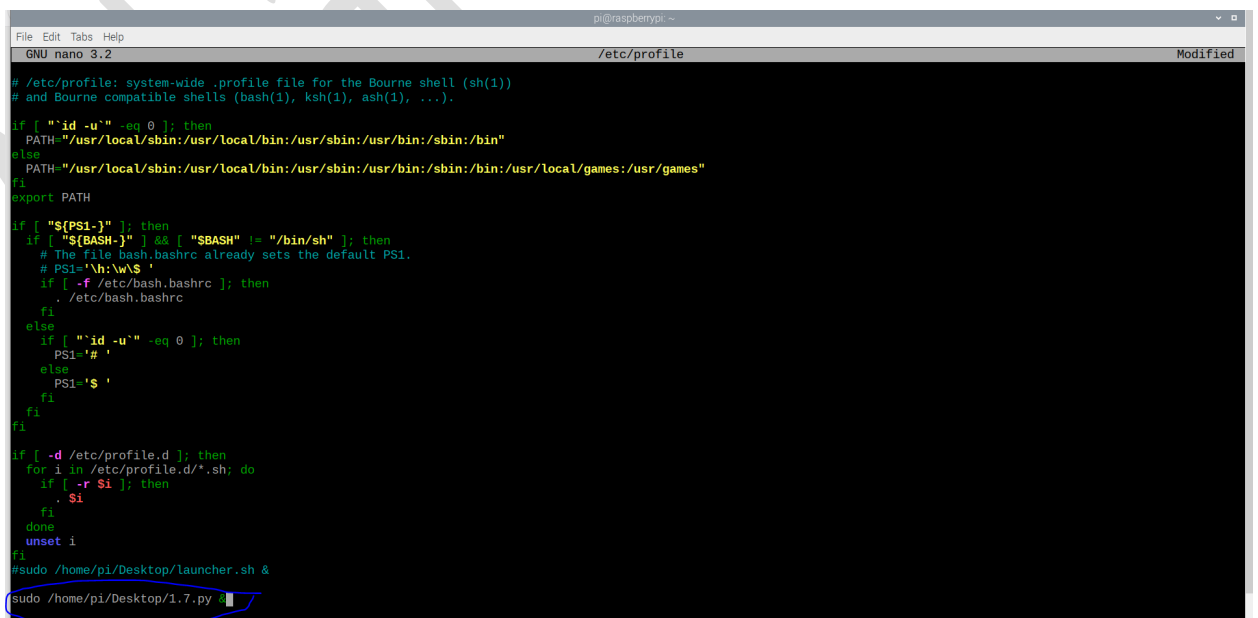 pi@raspberrypi: ~
File Edit Tabs Help
GNU nano 3.2 /etc/profile Modified
# /etc/profile: system-wide .profile file for the Bourne shell (sh(1))
# and Bourne compatible shells (bash(1), ksh(1), ash(1), ...).
if [ "`id -u`" -eq 0 ]; then
  PATH="/usr/local/sbin:/usr/local/bin:/usr/sbin:/usr/bin:/sbin:/bin"
else
  PATH="/usr/local/sbin:/usr/local/bin:/usr/sbin:/usr/bin:/sbin:/bin:/usr/local/games:/usr/games"
fi
export PATH
if [ "${PS1-}" ]; then
  if [ "${BASH-}" ] && [ "$BASH" != "/bin/sh" ]; then
    # The file bash.bashrc already sets the default PS1.
    # PS1='\h:\w\$ '
    if [ -f /etc/bash.bashrc ]; then
      . /etc/bash.bashrc
    fi
  else
    if [ "`id -u`" -eq 0 ]; then
      PS1='# '
    else
      PS1='$ '
    fi
  fi
fi
if [ -d /etc/profile.d ]; then
  for i in /etc/profile.d/*.sh; do
    if [ -r $i ]; then
      . $i
    fi
  done
  unset i
fi
#sudo /home/pi/Desktop/launcher.sh &
sudo /home/pi/Desktop/1.7.py &